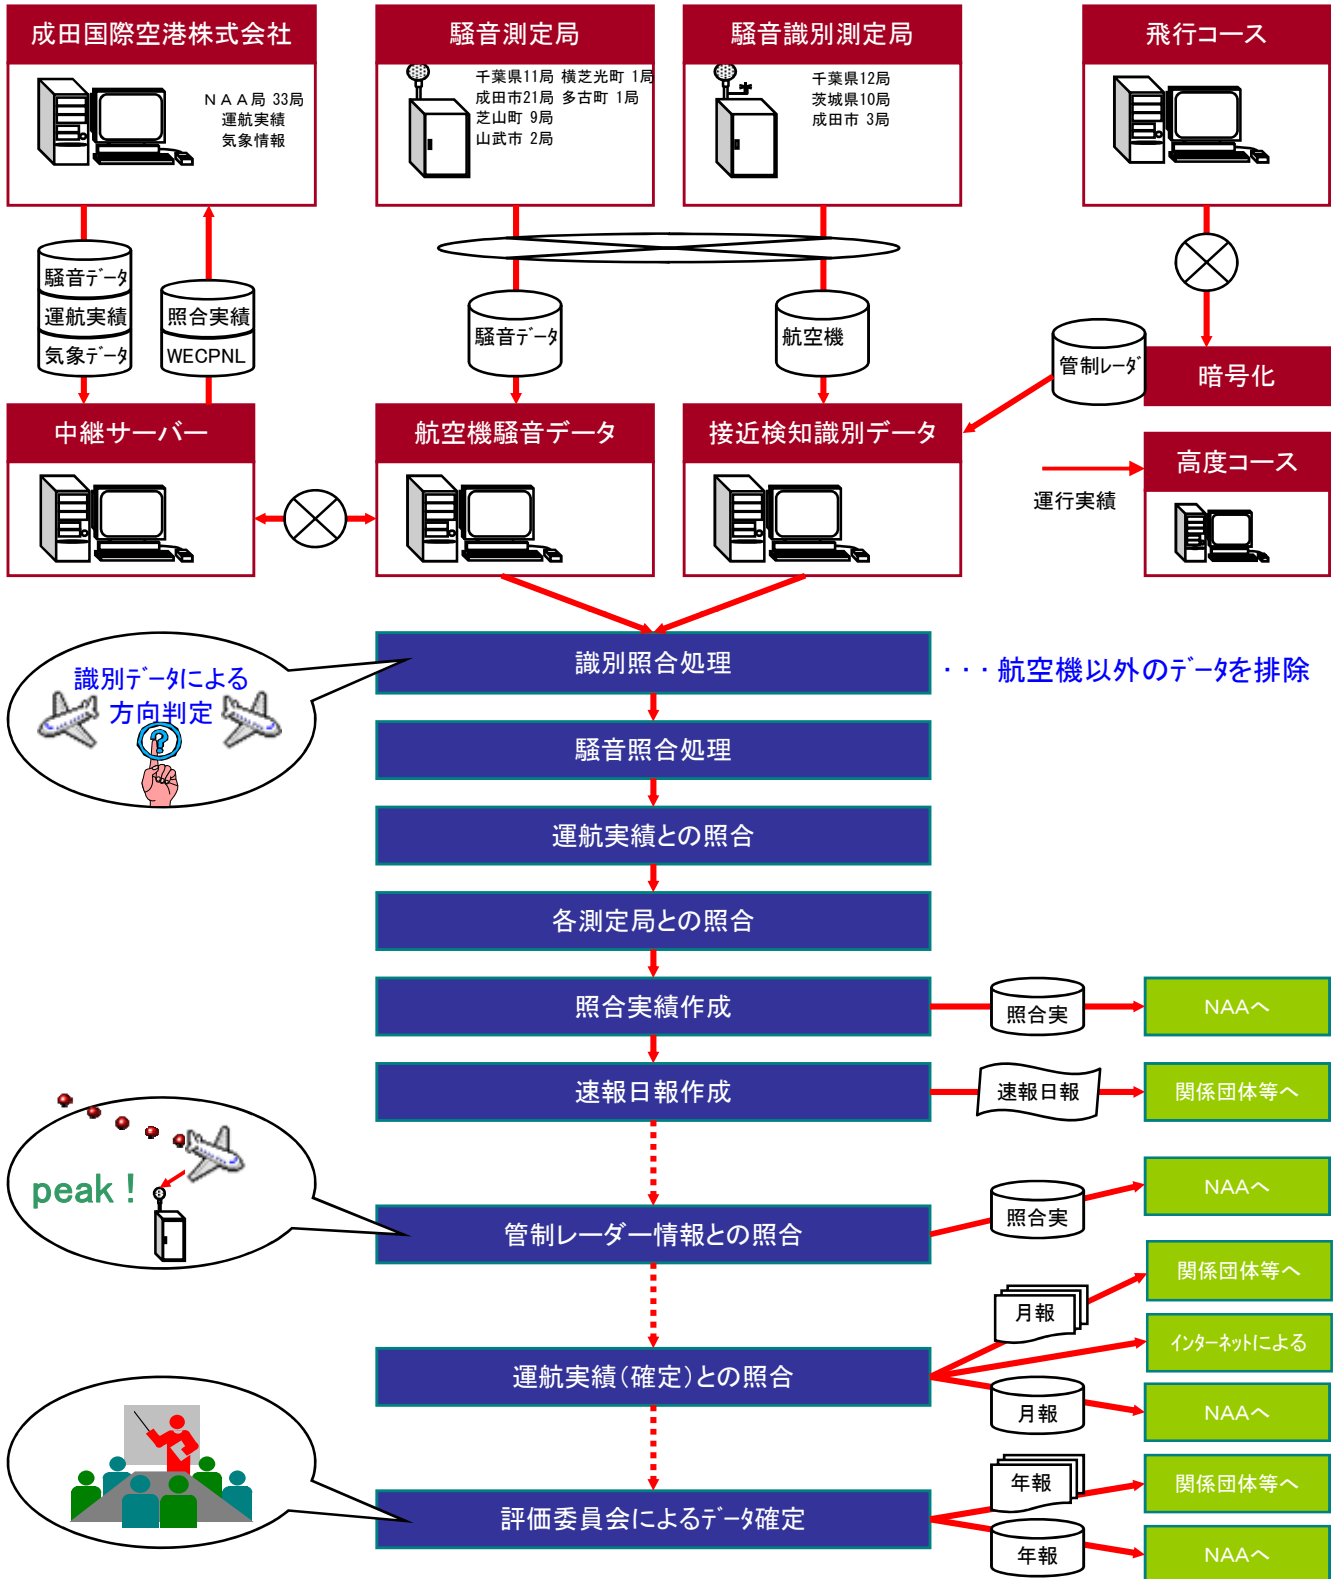 成田国際空港株式会社
騒音測定局
騒音識別測定局
飛行コース
ＮＡＡ局 33局
運航実績
気象情報
千葉県11局 横芝光町 1局
成田市21局 多古町 1局
芝山町 9局
山武市 2局
千葉県12局
茨城県10局
成田市 3局
騒音データ
運航実績
気象データ
照合実績
WECPNL
騒音データ
航空機
管制レーダ
暗号化
中継サーバー
航空機騒音データ
接近検知識別データ
高度コース
運行実績
識別データによる
方向判定
識別照合処理
・・・航空機以外のデータを排除
騒音照合処理
運航実績との照合
各測定局との照合
照合実績作成
照合実
NAAへ
速報日報作成
速報日報
関係団体等へ
peak！
管制レーダー情報との照合
照合実
NAAへ
関係団体等へ
月報
インターネットによる
運航実績（確定）との照合
月報
NAAへ
年報
関係団体等へ
評価委員会によるデータ確定
年報
NAAへ